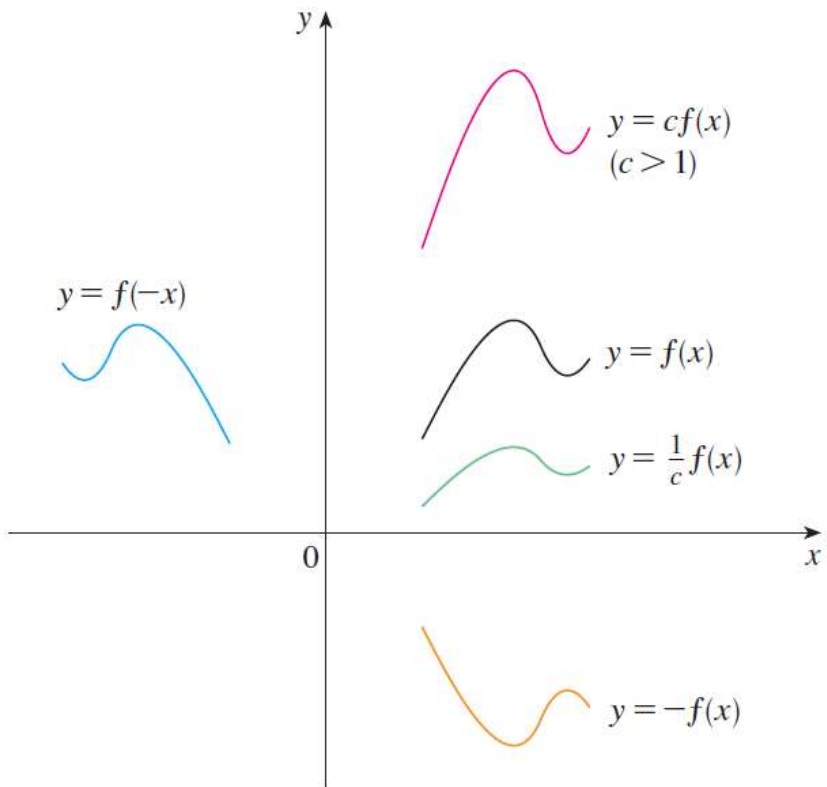 y
y = cf(x)
(c > 1)
y = f(−x)
y = f(x)
y = 1/c f(x)
0
x
y = −f(x)